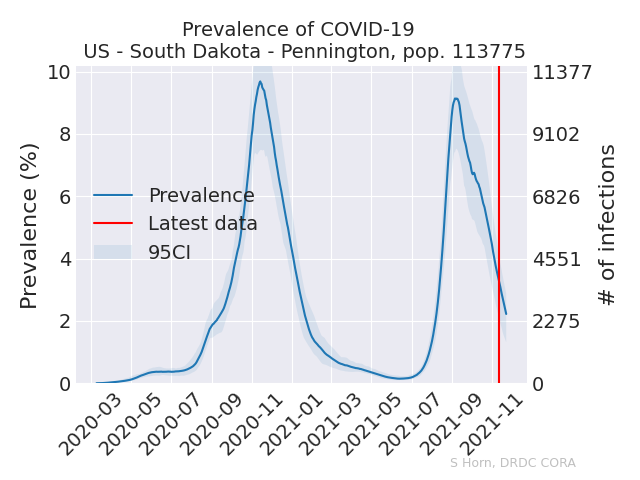 Prevalence of COVID-19
US - South Dakota - Pennington, pop. 113775
Prevalence (%)
10
8
6
4
2
0
11377
9102
6826
4551
2275
0
# of infections
Prevalence
Latest data
95CI
2020-03
2020-05
2020-07
2020-09
2020-11
2021-01
2021-03
2021-05
2021-07
2021-09
2021-11
S Horn, DRDC CORA